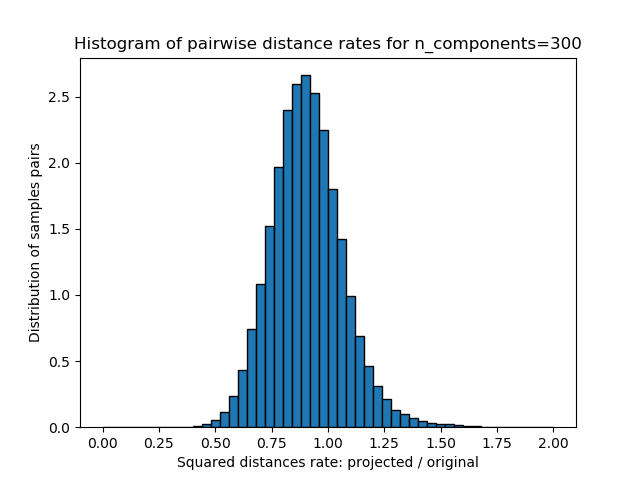 Histogram of pairwise distance rates for n_components=300
Distribution of samples pairs
2.5
2.0
1.5
1.0
0.5
0.0
0.00 0.25 0.50 0.75 1.00 1.25 1.50 1.75 2.00
Squared distances rate: projected / original